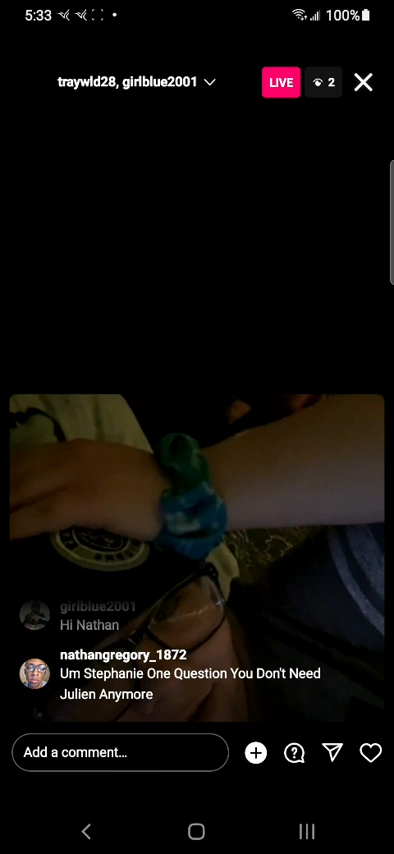 5:33
100%
traywld28, girlblue2001
LIVE
2
girlblue2001
Hi Nathan
nathangregory_1872
Um Stephanie One Question You Don't Need
Julien Anymore
Add a comment...